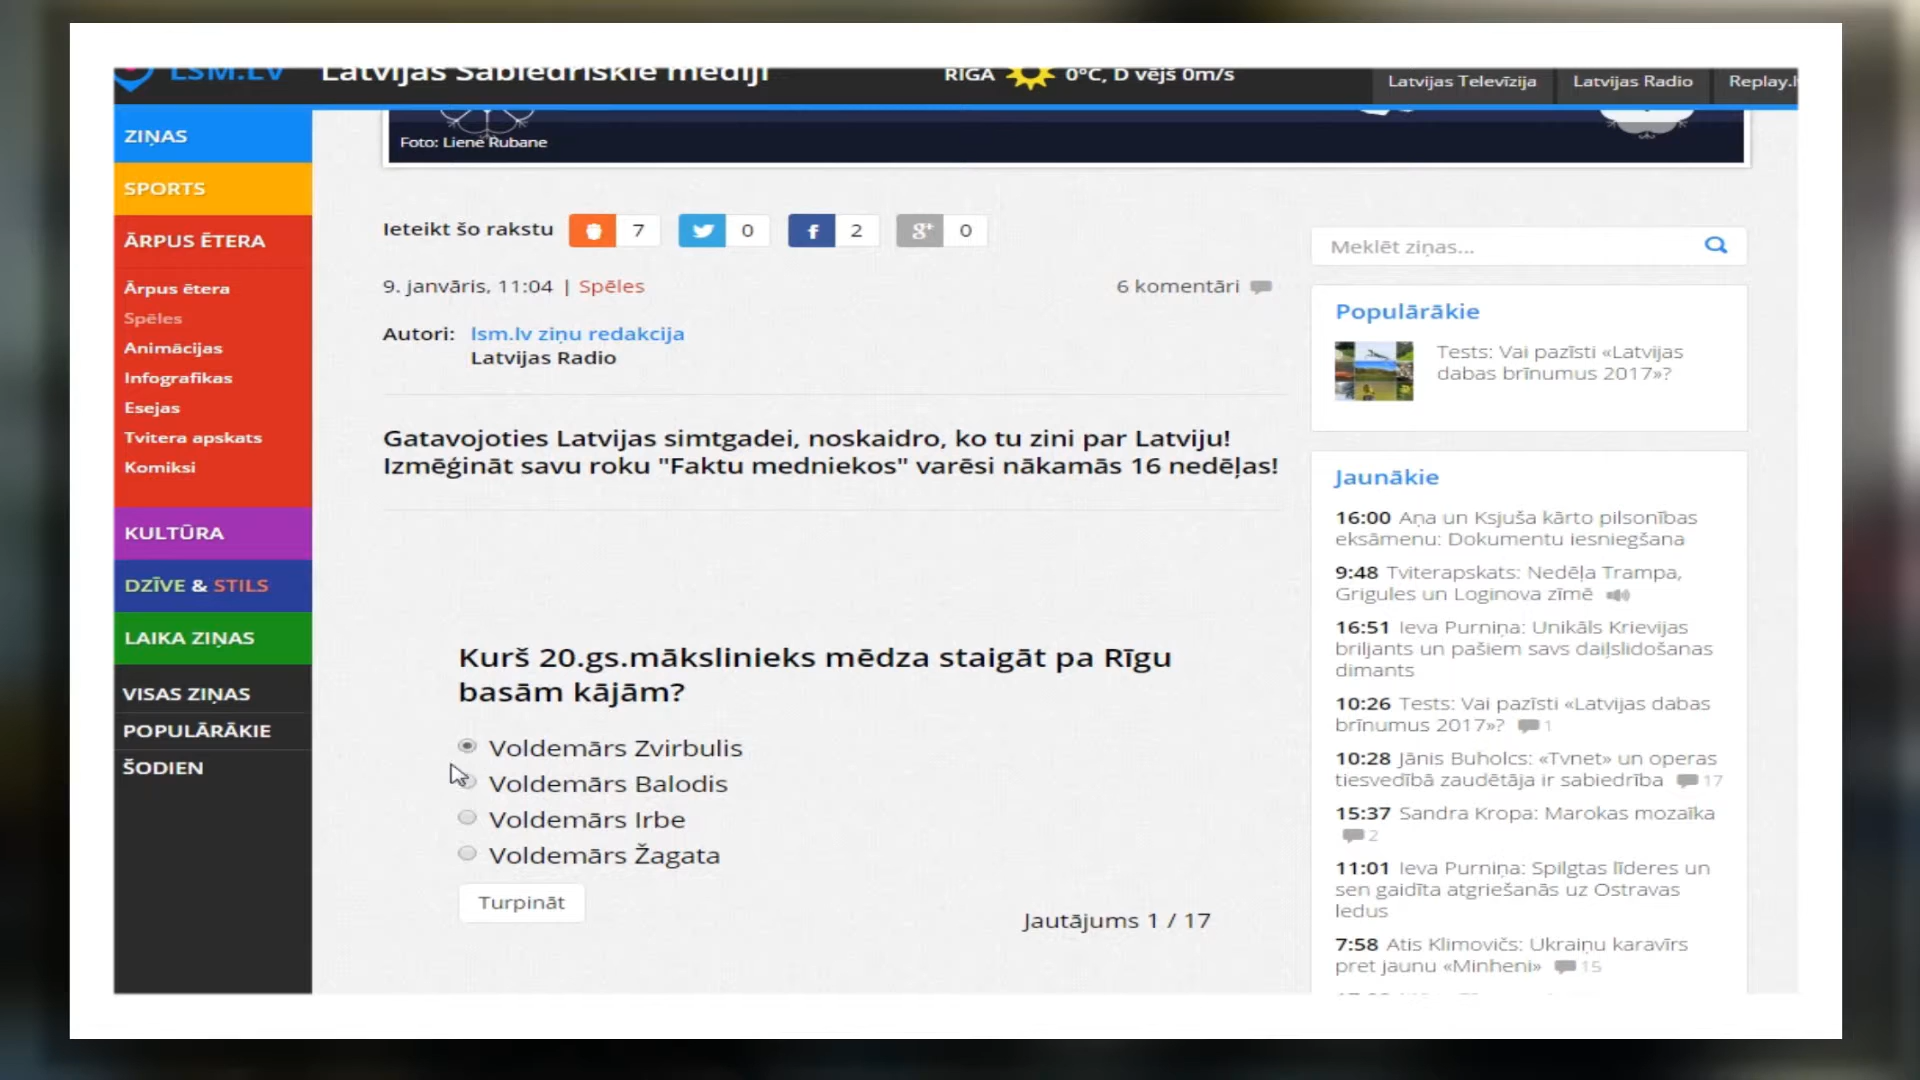 LSM.LV
Latvijas Sabiedriskie mediji
RĪGA 0°C, D vējš 0m/s
Latvijas Televīzija
Latvijas Radio
Replay.l
ZIŅAS
SPORTS
ĀRPUS ĒTERA
Ārpus ētera
Spēles
Animācijas
Infografikas
Esejas
Tvitera apskats
Komiksi
KULTŪRA
DZĪVE & STILS
LAIKA ZIŅAS
VISAS ZIŅAS
POPULĀRĀKIE
ŠODIEN
Foto: Liene Rubane
Ieteikt šo rakstu 7 0 f 2 g+ 0
9. janvāris, 11:04 | Spēles
6 komentāri
Autori: lsm.lv ziņu redakcija
Latvijas Radio
Gatavojoties Latvijas simtgadei, noskaidro, ko tu zini par Latviju!
Izmēģināt savu roku "Faktu medniekos" varēsi nākamās 16 nedēļas!
Kurš 20.gs.mākslinieks mēdza staigāt pa Rīgu
basām kājām?
Voldemārs Zvirbulis
Voldemārs Balodis
Voldemārs Irbe
Voldemārs Žagata
Turpināt
Jautājums 1 / 17
Meklēt ziņas...
Populārākie
Tests: Vai pazīsti «Latvijas
dabas brīnumus 2017»?
Jaunākie
16:00 Aņa un Ksjuša kārto pilsonības
eksāmenu: Dokumentu iesniegšana
9:48 Tviterapskats: Nedēļa Trampa,
Grigules un Loginova zīmē
16:51 Ieva Purniņa: Unikāls Krievijas
briljants un pašiem savs daiļslidošanas
dimants
10:26 Tests: Vai pazīsti «Latvijas dabas
brīnumus 2017»? 1
10:28 Jānis Buholcs: «Tvnet» un operas
tiesvedībā zaudētāja ir sabiedrība 17
15:37 Sandra Kropa: Marokas mozaīka
2
11:01 Ieva Purniņa: Spilgtas līderes un
sen gaidīta atgriešanās uz Ostravas
ledus
7:58 Atis Klimovičs: Ukraiņu karavīrs
pret jaunu «Minheni» 15